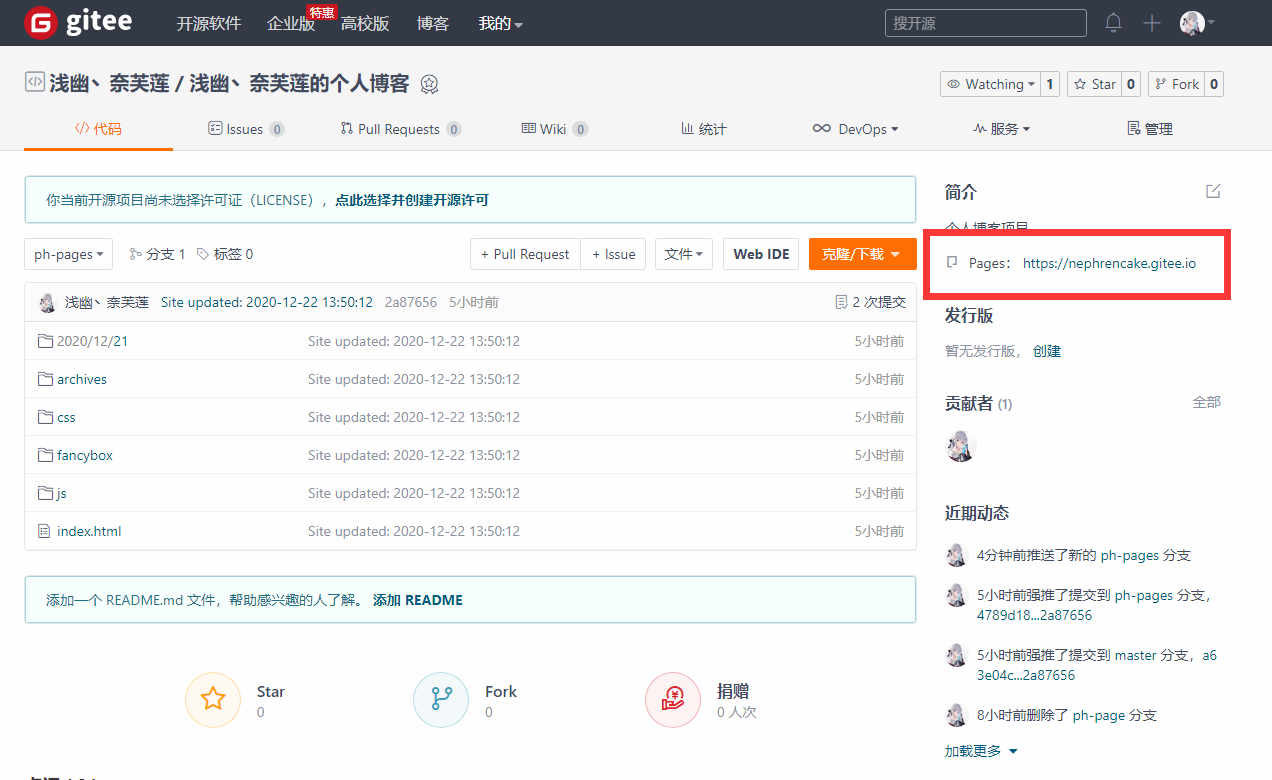 gitee 开源软件 企业版 特惠 高校版 博客 我的 搜开源
浅幽丶奈芙莲 / 浅幽丶奈芙莲的个人博客
Watching 1 Star 0 Fork 0
代码 Issues 0 Pull Requests 0 Wiki 0 统计 DevOps 服务 管理
你当前开源项目尚未选择许可证（LICENSE），点此选择并创建开源许可
ph-pages 分支 1 标签 0 + Pull Request + Issue 文件 Web IDE 克隆/下载
浅幽丶奈芙莲 Site updated: 2020-12-22 13:50:12 2a87656 5小时前 2 次提交
2020/12/21 Site updated: 2020-12-22 13:50:12 5小时前
archives Site updated: 2020-12-22 13:50:12 5小时前
css Site updated: 2020-12-22 13:50:12 5小时前
fancybox Site updated: 2020-12-22 13:50:12 5小时前
js Site updated: 2020-12-22 13:50:12 5小时前
index.html Site updated: 2020-12-22 13:50:12 5小时前
添加一个 README.md 文件，帮助感兴趣的人了解。 添加 README
Star
0
Fork
0
捐赠
0 人次
简介
个人博客项目
Pages： https://nephrencake.gitee.io
发行版
暂无发行版， 创建
贡献者 (1) 全部
近期动态
4分钟前推送了新的 ph-pages 分支
5小时前强推了提交到 ph-pages 分支，
4789d18...2a87656
5小时前强推了提交到 master 分支，a6
3e04c...2a87656
8小时前删除了 ph-page 分支
加载更多